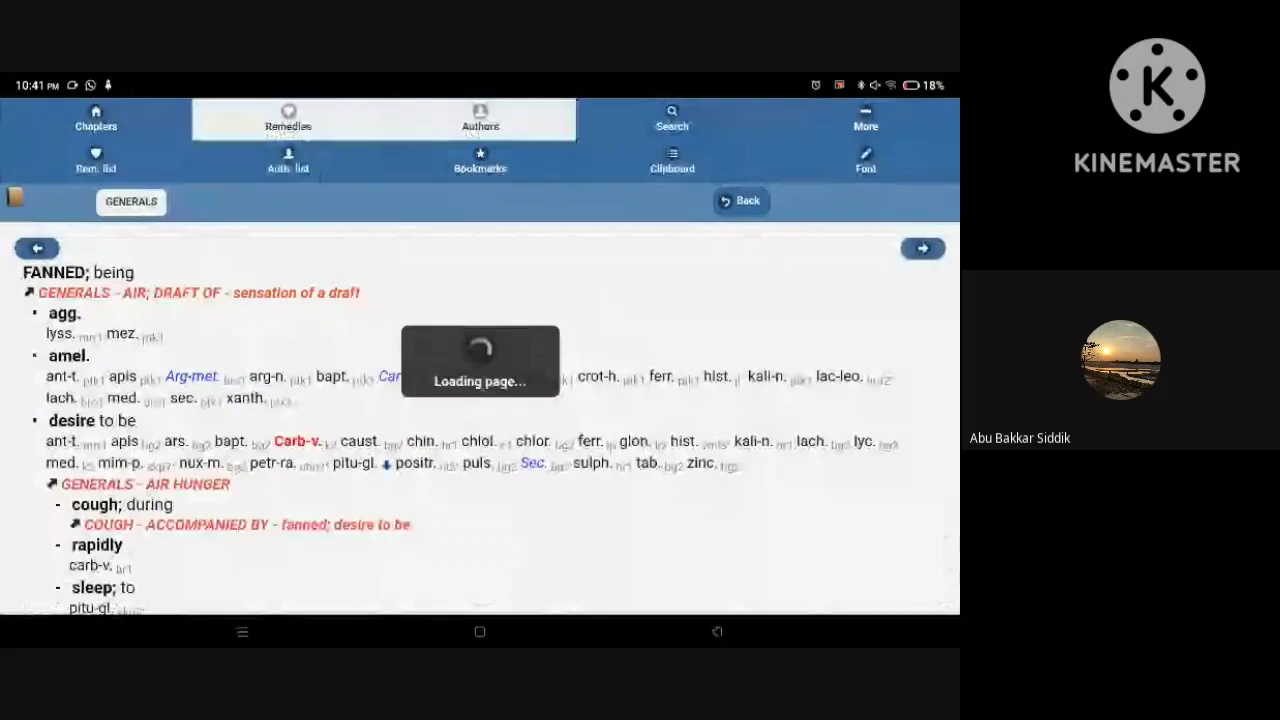 10:41 PM
18%
Chapters Remedies Authors Search More
Rem. list Auth. list Bookmarks Clipboard Font
GENERALS Back
FANNED; being
GENERALS - AIR; DRAFT OF - sensation of a draft
• agg.
lyss. mez.
• amel.
ant-t. apis Arg-met. arg-n. bapt. Car crot-h. ferr. hist. kali-n. lac-leo.
lach. med. sec. xanth.
• desire to be
ant-t. apis ars. bapt. Carb-v. caust. chin. chlol. chlor. ferr. glon. hist. kali-n. lach. lyc.
med. mim-p. nux-m. petr-ra. pitu-gl. positr. puls. Sec. sulph. tab. zinc.
GENERALS - AIR HUNGER
- cough; during
COUGH - ACCOMPANIED BY - fanned; desire to be
- rapidly
carb-v.
- sleep; to
pitu-gl.
Loading page...
KINEMASTER
Abu Bakkar Siddik